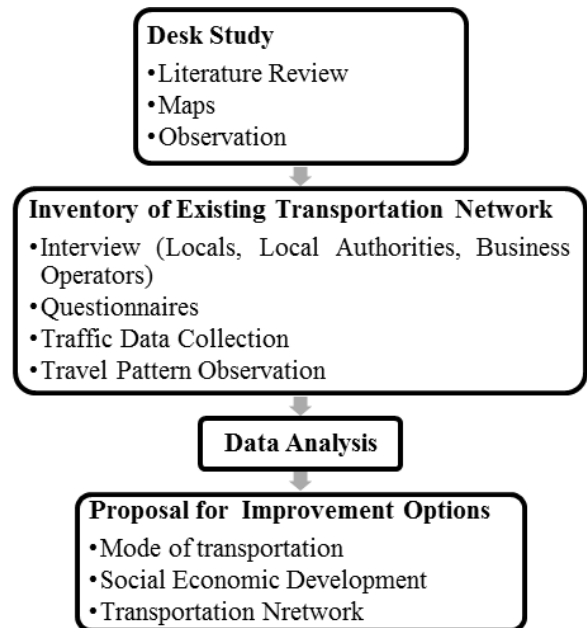 Desk Study
•Literature Review
•Maps
•Observation
Inventory of Existing Transportation Network
•Interview (Locals, Local Authorities, Business
Operators)
•Questionnaires
•Traffic Data Collection
•Travel Pattern Observation
Data Analysis
Proposal for Improvement Options
•Mode of transportation
•Social Economic Development
•Transportation Nretwork